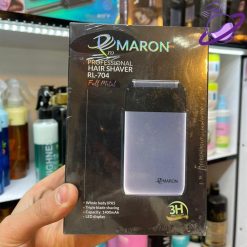 MARON
PROFESSIONAL
HAIR SHAVER
RL-704
Full Metal
MARON
• Whole body IPX5
• Triple blade shaving
• Capacity: 1400mAh
• LED display
3H